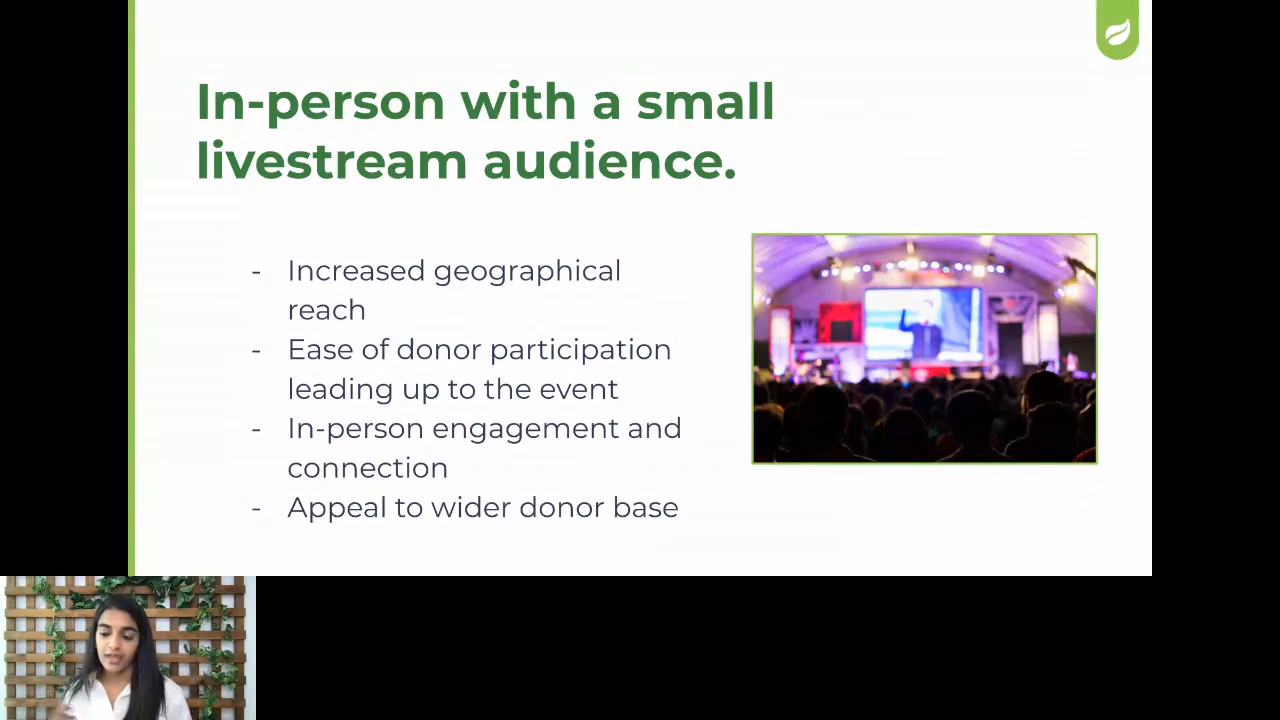 In-person with a small
livestream audience.
- Increased geographical
reach
- Ease of donor participation
leading up to the event
- In-person engagement and
connection
- Appeal to wider donor base